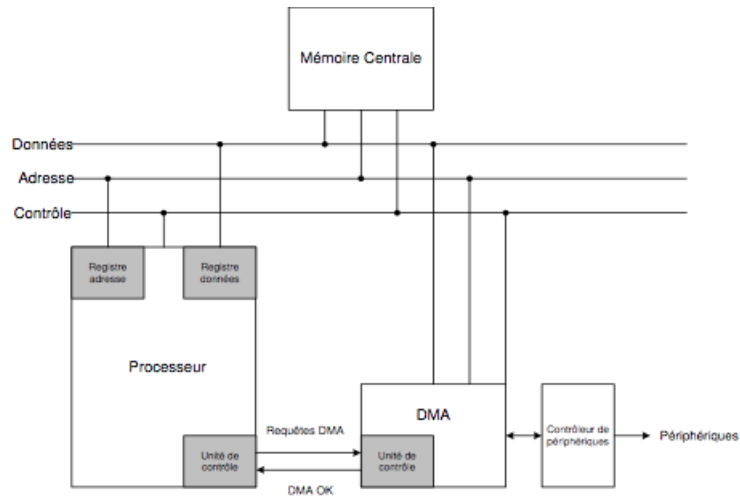 Mémoire Centrale
Données
Adresse
Contrôle
Registre
adresse
Registre
données
Processeur
DMA
Requêtes DMA
Unité de
contrôle
Unité de
contrôle
DMA OK
Contrôleur de
périphériques
Périphériques